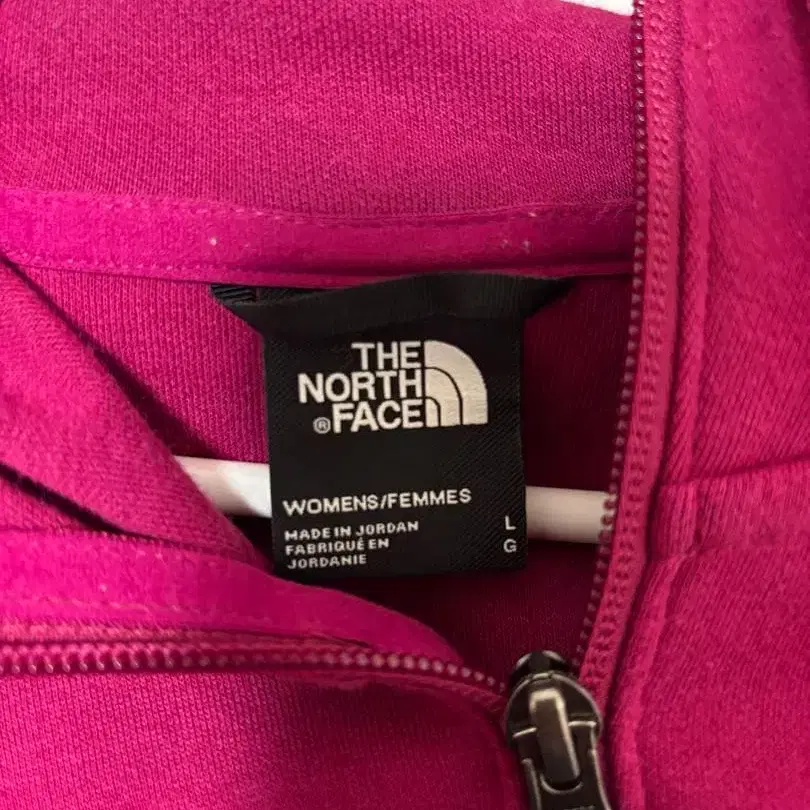 THE
NORTH
®FACE
WOMENS/FEMMES
MADE IN JORDAN
FABRIQUÉ EN
JORDANIE
L
G